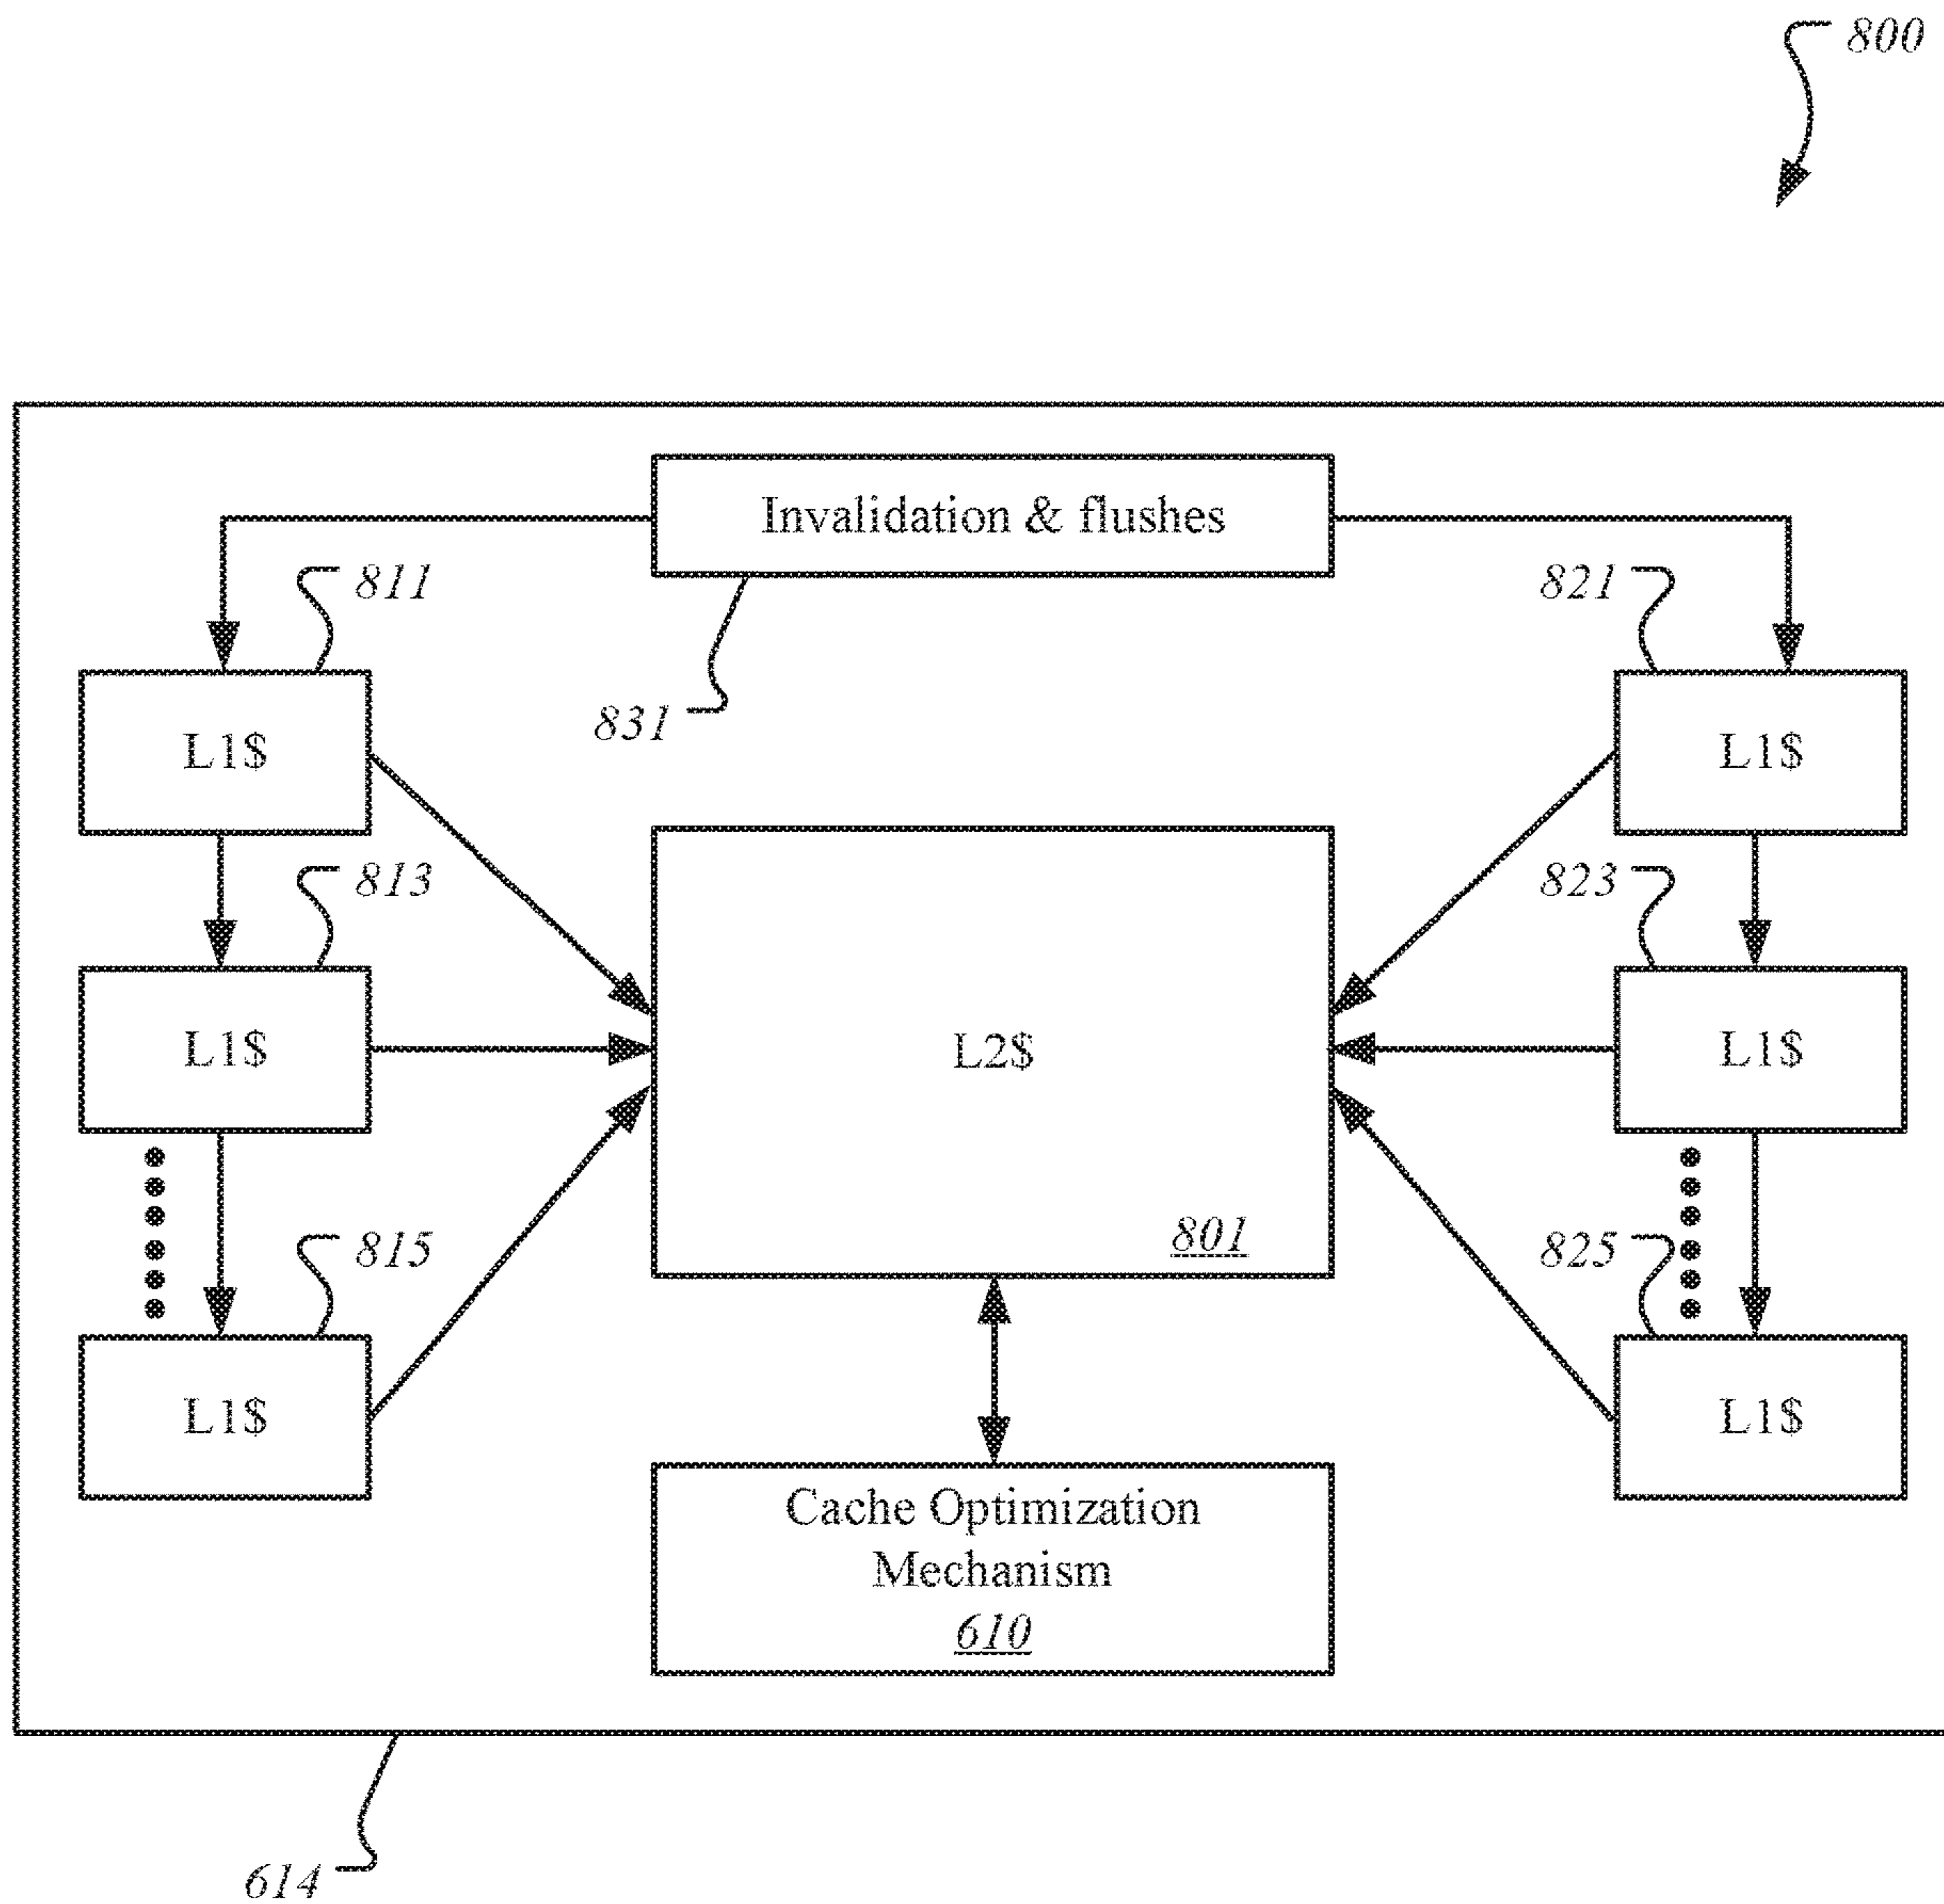 800
Invalidation & flushes
811
821
831
L1$
L1$
813
823
L1$
L2$
L1$
801
815
825
L1$
L1$
Cache Optimization
Mechanism
610
614